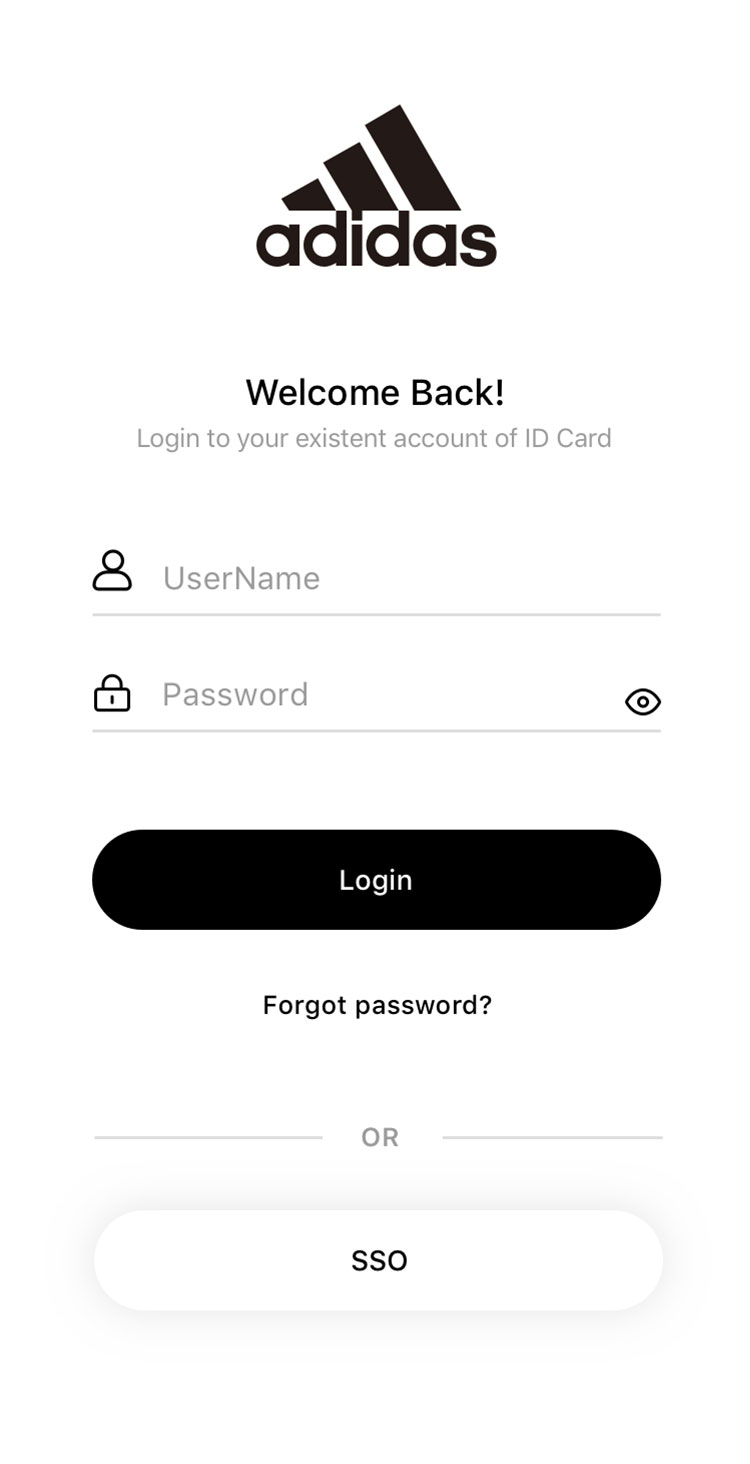 adidas
Welcome Back!
Login to your existent account of ID Card
UserName
Password
Login
Forgot password?
OR
SSO